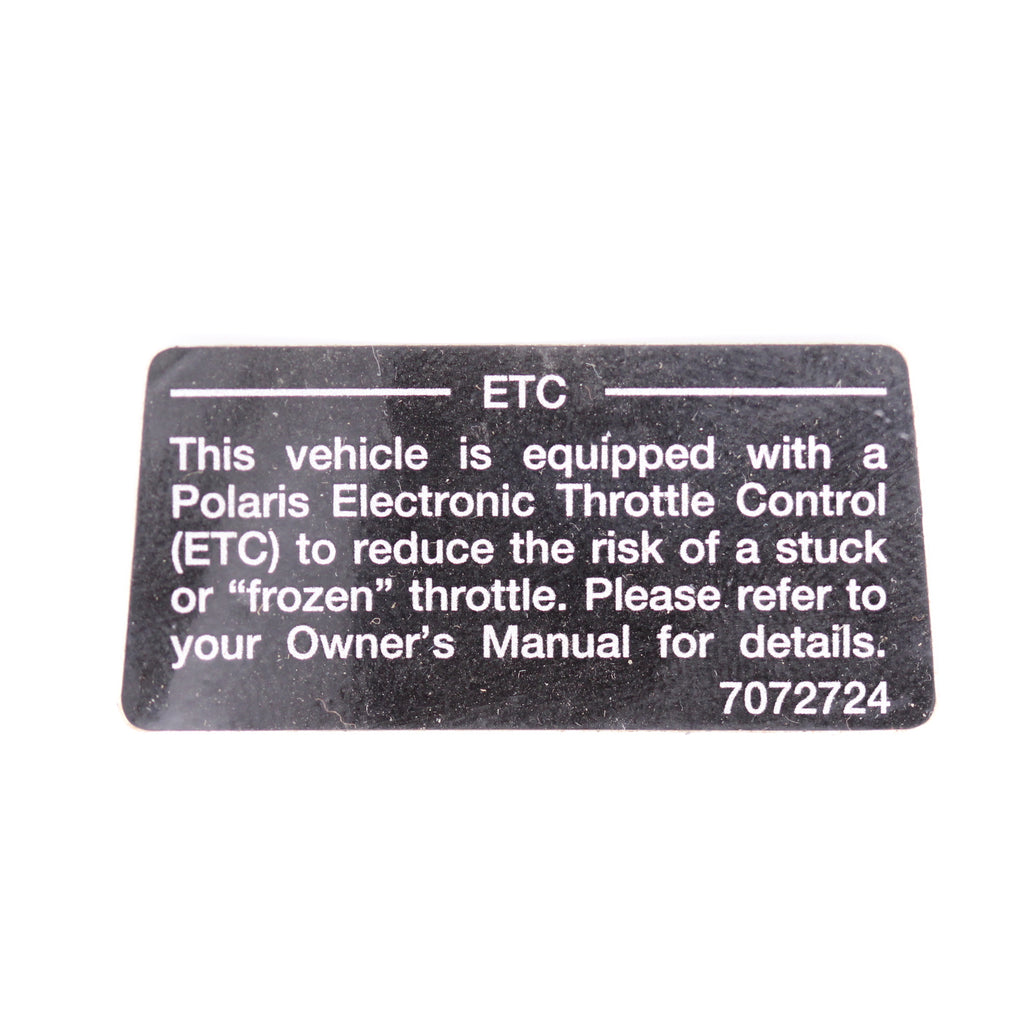 ETC
This vehicle is equipped with a
Polaris Electronic Throttle Control
(ETC) to reduce the risk of a stuck
or “frozen” throttle. Please refer to
your Owner’s Manual for details.
7072724